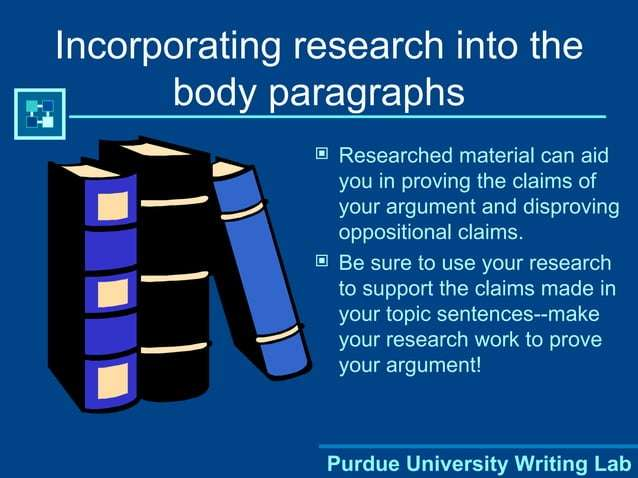 Incorporating research into the
body paragraphs
Researched material can aid
you in proving the claims of
your argument and disproving
oppositional claims.
Be sure to use your research
to support the claims made in
your topic sentences--make
your research work to prove
your argument!
Purdue University Writing Lab